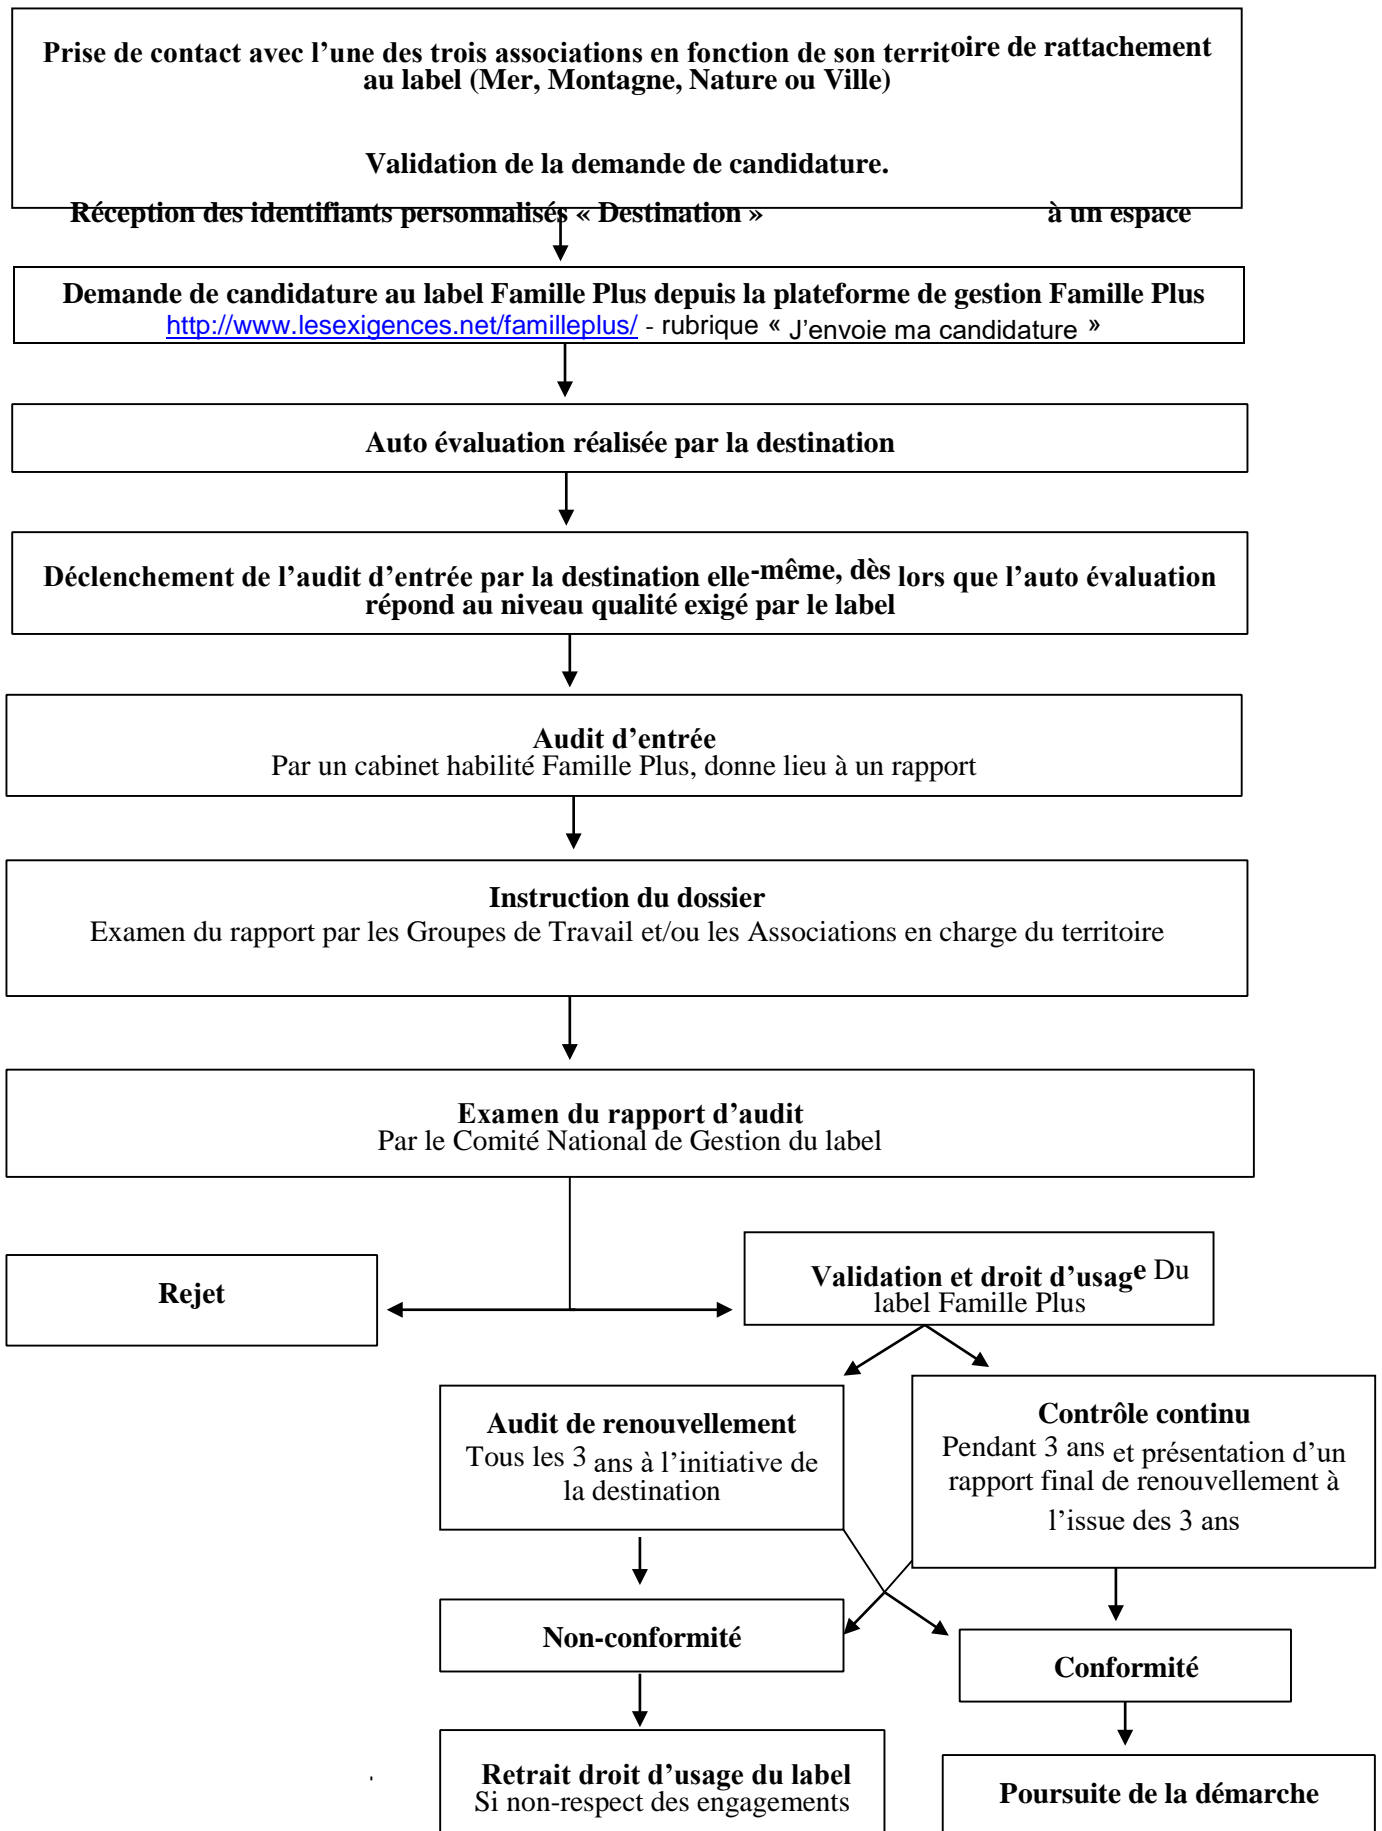 Prise de contact avec l’une des trois associations en fonction de son territoire de rattachement
au label (Mer, Montagne, Nature ou Ville)
Validation de la demande de candidature.
Réception des identifiants personnalisés « Destination » à un espace
Demande de candidature au label Famille Plus depuis la plateforme de gestion Famille Plus
http://www.lesexigences.net/familleplus/ - rubrique « J’envoie ma candidature »
Auto évaluation réalisée par la destination
Déclenchement de l’audit d’entrée par la destination elle-même, dès lors que l’auto évaluation
répond au niveau qualité exigé par le label
Audit d’entrée
Par un cabinet habilité Famille Plus, donne lieu à un rapport
Instruction du dossier
Examen du rapport par les Groupes de Travail et/ou les Associations en charge du territoire
Examen du rapport d’audit
Par le Comité National de Gestion du label
Rejet
Validation et droit d’usage Du
label Famille Plus
Audit de renouvellement
Tous les 3 ans à l’initiative de
la destination
Contrôle continu
Pendant 3 ans et présentation d’un
rapport final de renouvellement à
l’issue des 3 ans
Non-conformité
Conformité
Retrait droit d’usage du label
Si non-respect des engagements
Poursuite de la démarche